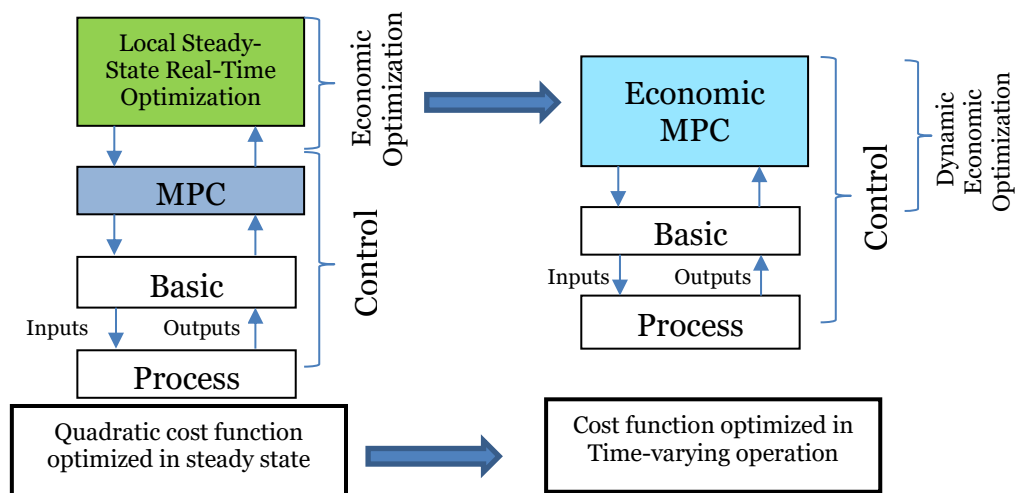 Local Steady-
State Real-Time
Optimization
Economic
Optimization
MPC
Basic
Control
Inputs
Outputs
Process
Quadratic cost function
optimized in steady state
Economic
MPC
Dynamic
Economic
Optimization
Control
Basic
Inputs
Outputs
Process
Cost function optimized in
Time-varying operation